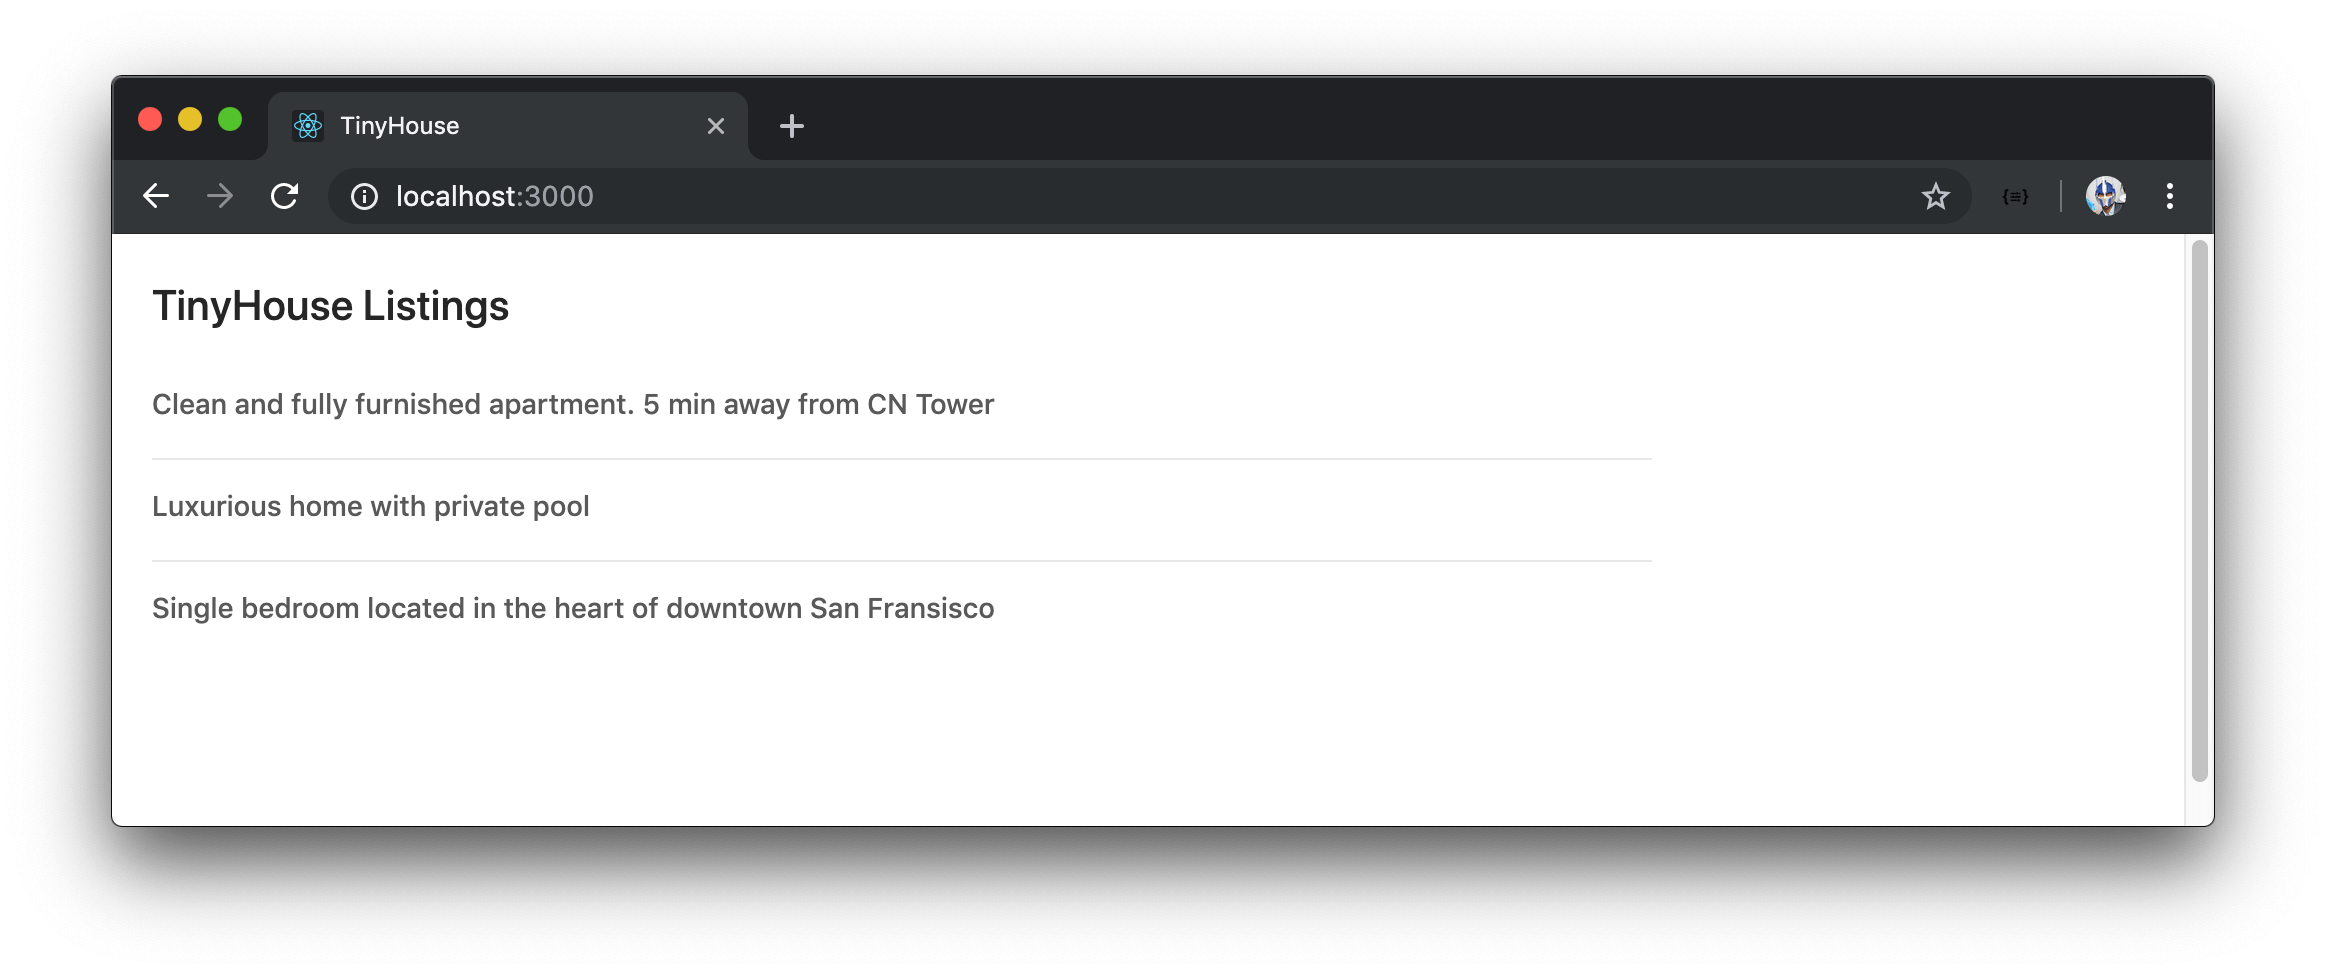 TinyHouse
localhost:3000
{≡}
TinyHouse Listings
Clean and fully furnished apartment. 5 min away from CN Tower
Luxurious home with private pool
Single bedroom located in the heart of downtown San Fransisco